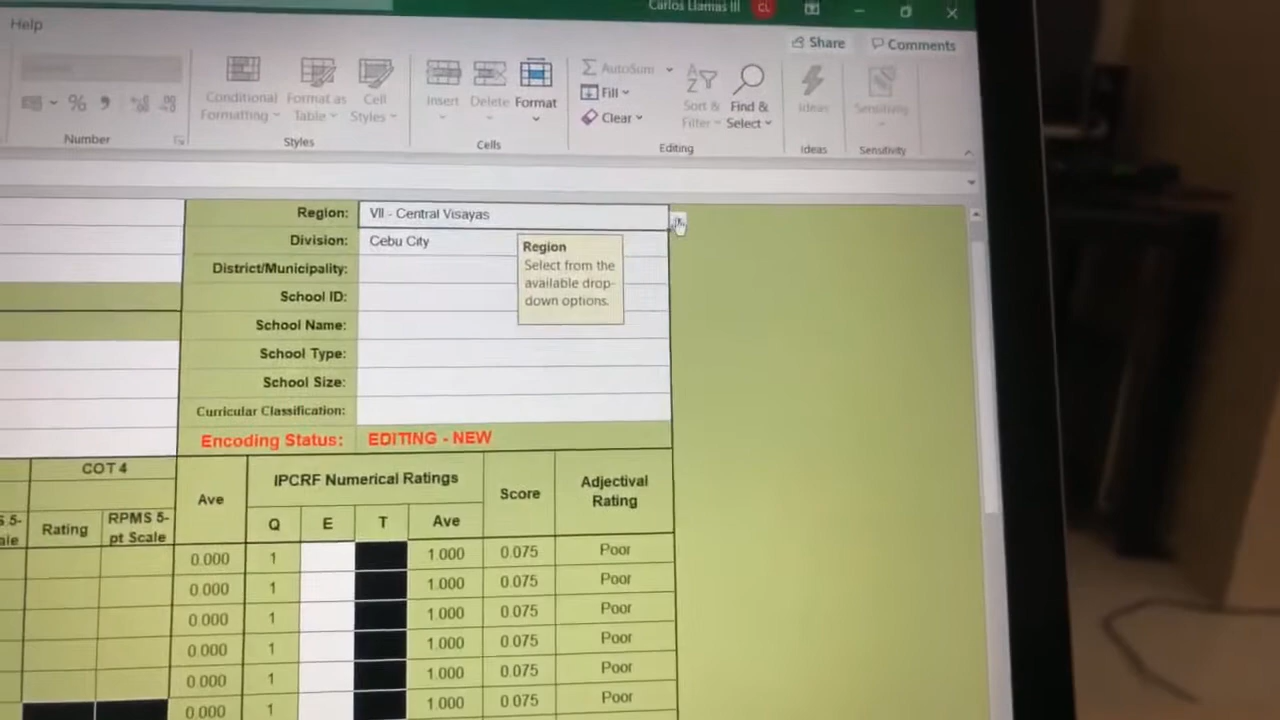 Carlos Llamas III CL
Help
Share Comments
AutoSum
Fill
Clear
Conditional Formatting
Format as Table
Cell Styles
Insert
Delete
Format
Sort & Filter
Find & Select
Ideas
Sensitivity
%
Number
Styles
Cells
Editing
Ideas
Sensitivity
Region: VII - Central Visayas
Division: Cebu City
District/Municipality:
School ID:
School Name:
School Type:
School Size:
Curricular Classification:
Region
Select from the
available drop-
down options.
Encoding Status: EDITING - NEW
COT 4
Rating
RPMS 5-
pt Scale
Ave
IPCRF Numerical Ratings
Q E T Ave
Score
Adjectival
Rating
0.000 1 1.000 0.075 Poor
0.000 1 1.000 0.075 Poor
0.000 1 1.000 0.075 Poor
0.000 1 1.000 0.075 Poor
0.000 1 1.000 0.075 Poor
0.000 1 1.000 0.075 Poor